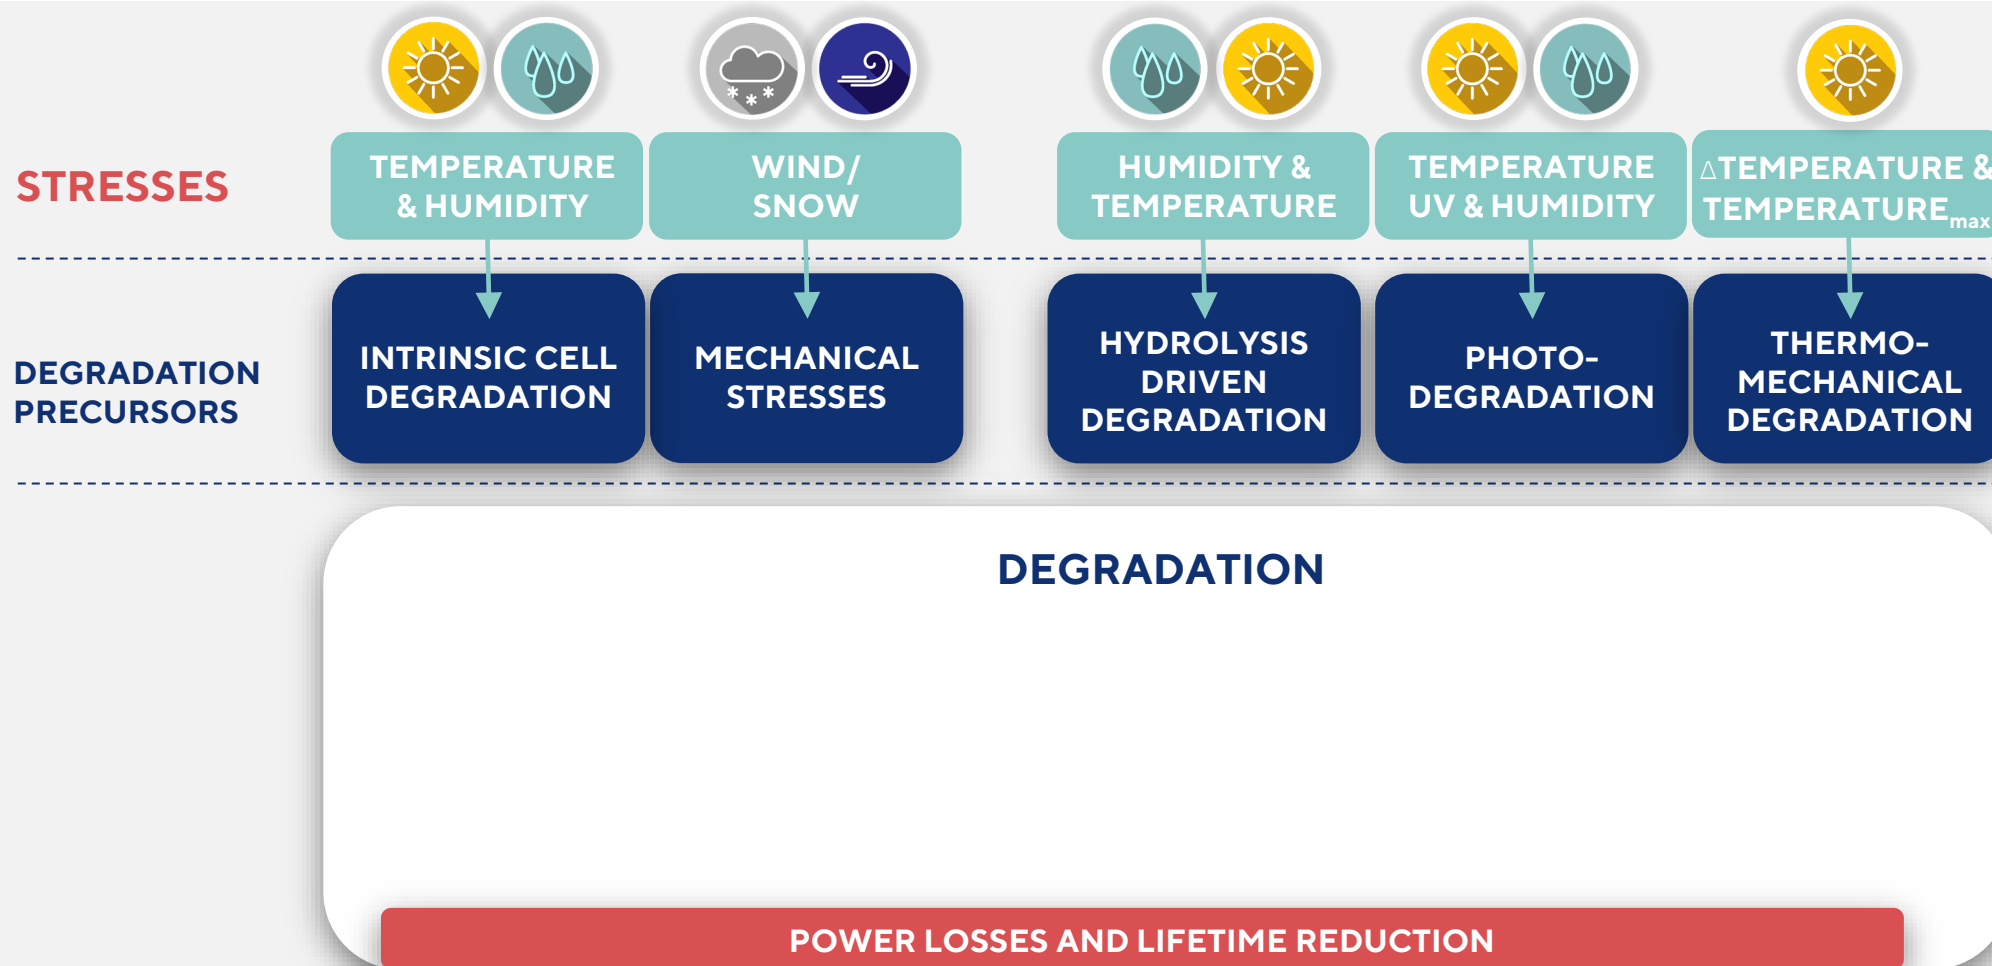 STRESSES
TEMPERATURE
& HUMIDITY
WIND/
SNOW
HUMIDITY &
TEMPERATURE
TEMPERATURE
UV & HUMIDITY
△TEMPERATURE &
TEMPERATUREmax
DEGRADATION
PRECURSORS
INTRINSIC CELL
DEGRADATION
MECHANICAL
STRESSES
HYDROLYSIS
DRIVEN
DEGRADATION
PHOTO-
DEGRADATION
THERMO-
MECHANICAL
DEGRADATION
DEGRADATION
POWER LOSSES AND LIFETIME REDUCTION